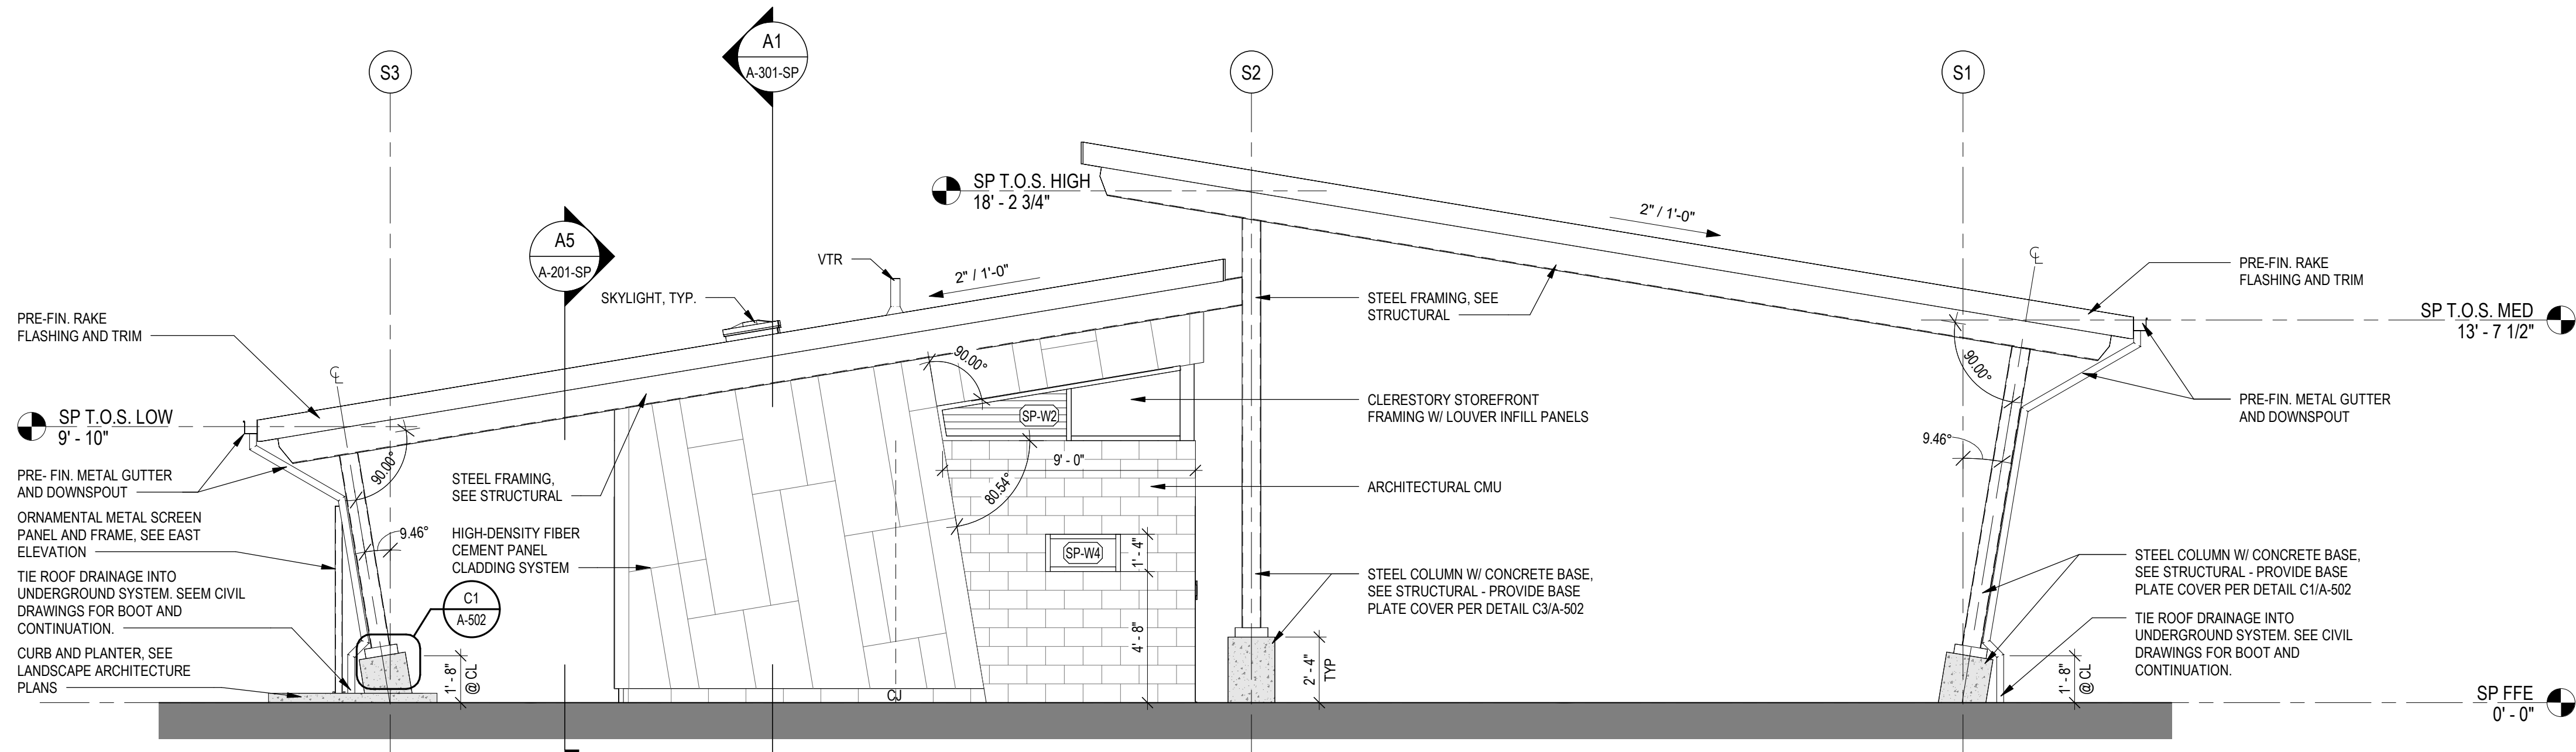 A1
A-301-SP
S3
S2
S1
SP T.O.S. HIGH
18' - 2 3/4"
2" / 1'-0"
A5
A-201-SP
VTR
2" / 1'-0"
SKYLIGHT, TYP.
℄
PRE-FIN. RAKE
FLASHING AND TRIM
STEEL FRAMING, SEE
STRUCTURAL
SP T.O.S. MED
13' - 7 1/2"
PRE-FIN. RAKE
FLASHING AND TRIM
90.00°
90.00°
℄
SP T.O.S. LOW
9' - 10"
SP-W2
CLERESTORY STOREFRONT
FRAMING W/ LOUVER INFILL PANELS
PRE-FIN. METAL GUTTER
AND DOWNSPOUT
9.46°
9' - 0"
90.00°
80.54°
PRE- FIN. METAL GUTTER
AND DOWNSPOUT
STEEL FRAMING,
SEE STRUCTURAL
ARCHITECTURAL CMU
ORNAMENTAL METAL SCREEN
PANEL AND FRAME, SEE EAST
ELEVATION
9.46°
HIGH-DENSITY FIBER
CEMENT PANEL
CLADDING SYSTEM
SP-W4
1' - 4"
4' - 8"
TIE ROOF DRAINAGE INTO
UNDERGROUND SYSTEM. SEEM CIVIL
DRAWINGS FOR BOOT AND
CONTINUATION.
C1
A-502
STEEL COLUMN W/ CONCRETE BASE,
SEE STRUCTURAL - PROVIDE BASE
PLATE COVER PER DETAIL C3/A-502
STEEL COLUMN W/ CONCRETE BASE,
SEE STRUCTURAL - PROVIDE BASE
PLATE COVER PER DETAIL C1/A-502
TIE ROOF DRAINAGE INTO
UNDERGROUND SYSTEM. SEE CIVIL
DRAWINGS FOR BOOT AND
CONTINUATION.
CURB AND PLANTER, SEE
LANDSCAPE ARCHITECTURE
PLANS
1' - 8"
@ CL
CJ
2' - 4"
TYP
1' - 8"
@ CL
SP FFE
0' - 0"